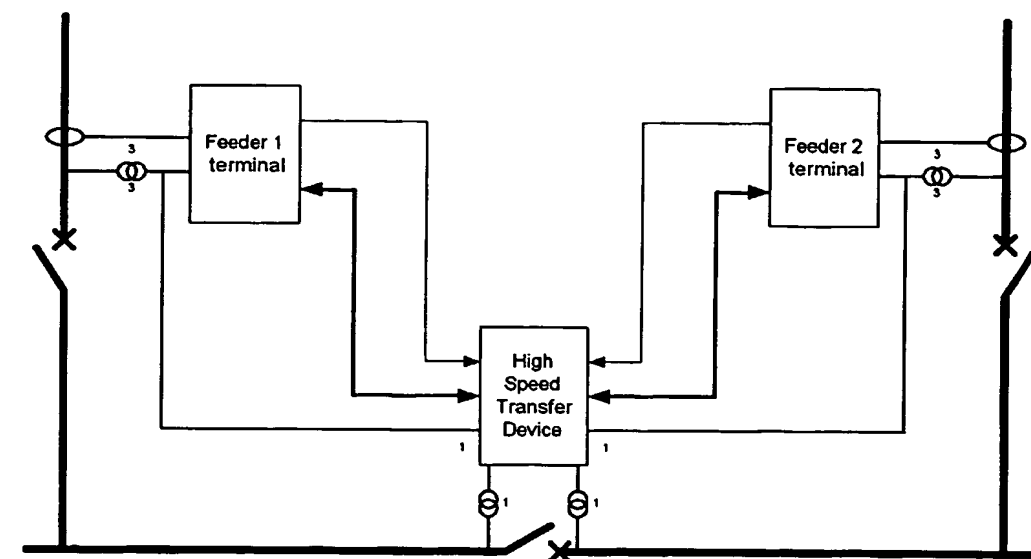 Feeder 1
terminal
3
3
Feeder 2
terminal
3
3
High
Speed
Transfer
Device
1
1
1
1